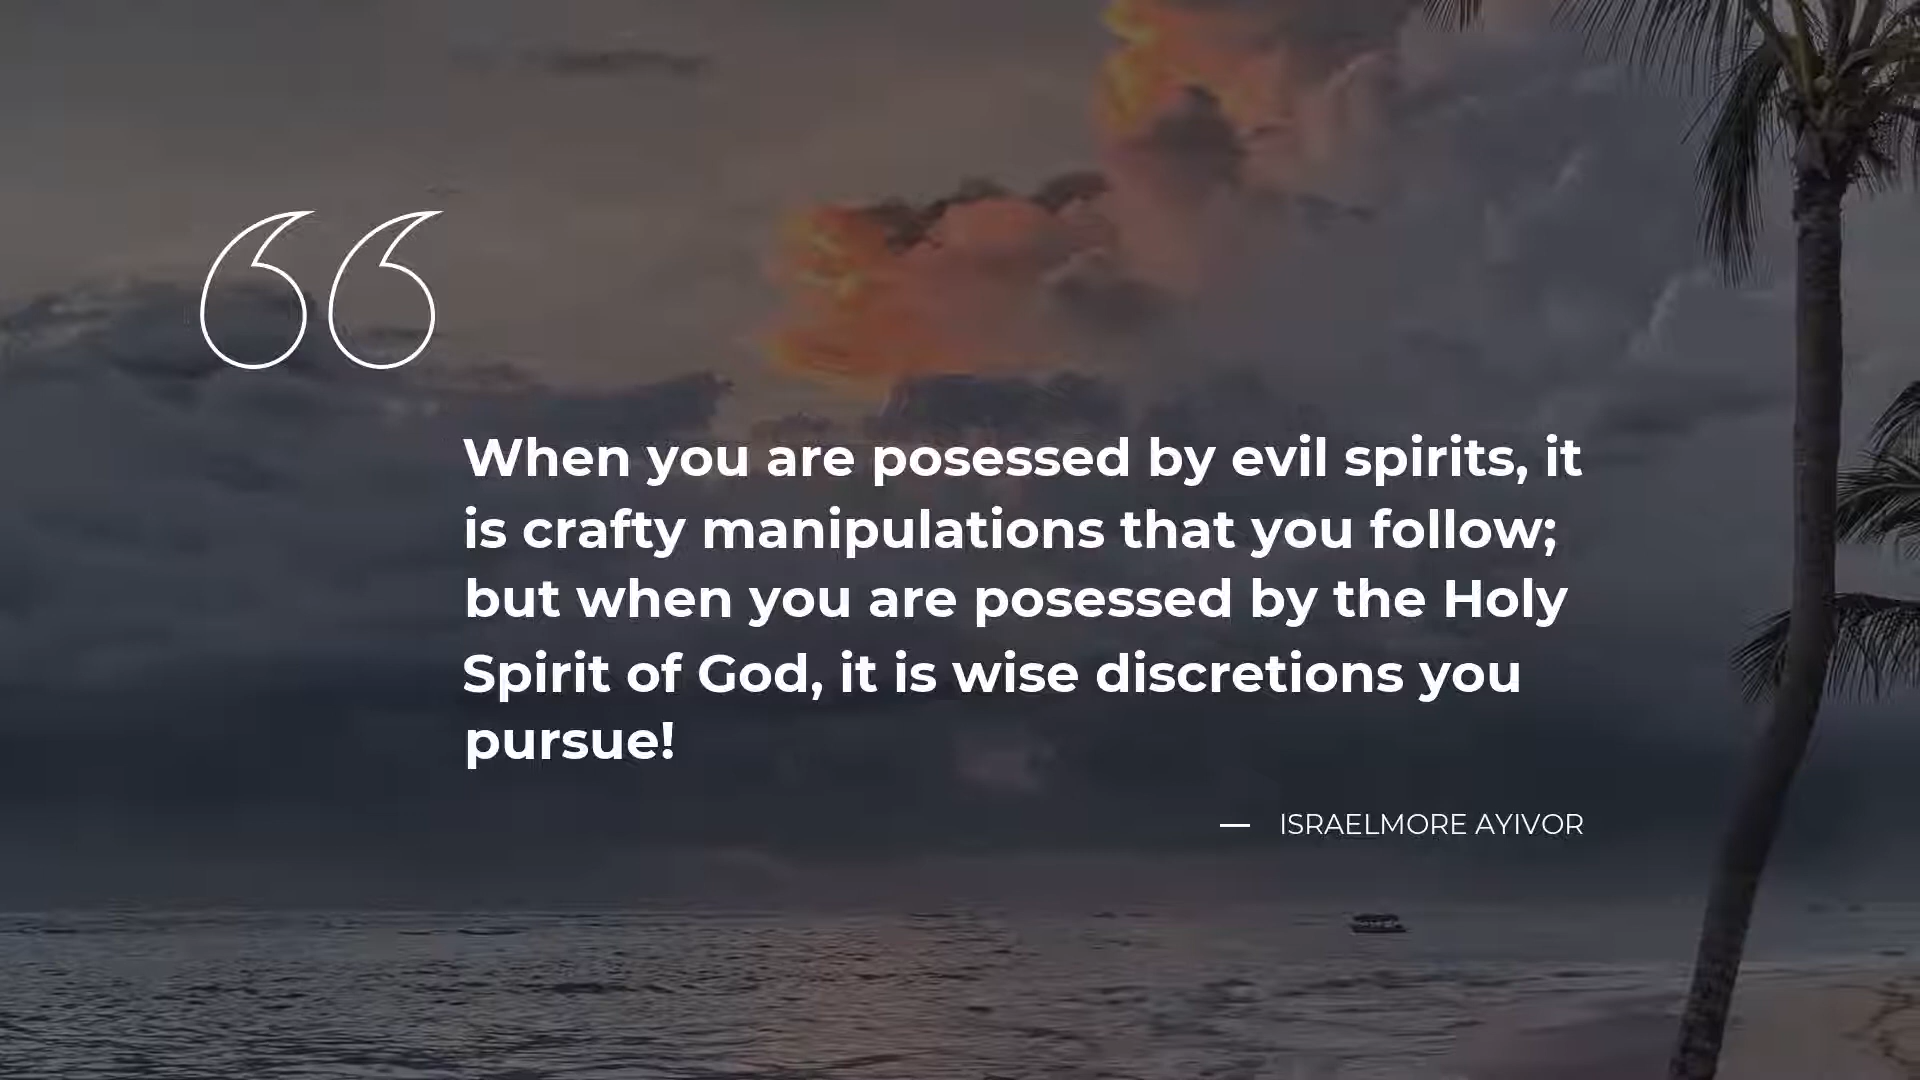 When you are posessed by evil spirits, it
is crafty manipulations that you follow;
but when you are posessed by the Holy
Spirit of God, it is wise discretions you
pursue!
— ISRAELMORE AYIVOR